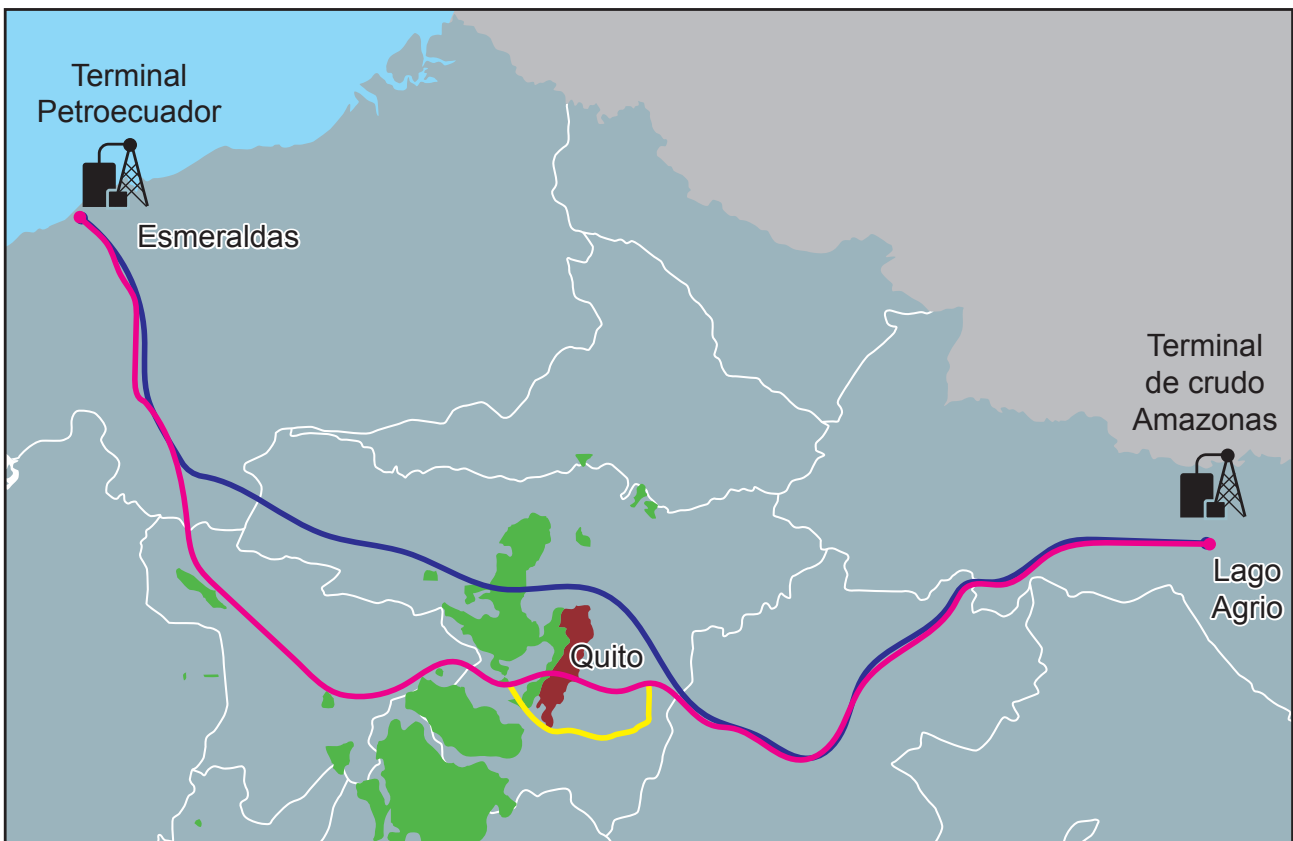 Terminal
Petroecuador
Esmeraldas
Terminal
de crudo
Amazonas
Lago
Agrio
Quito